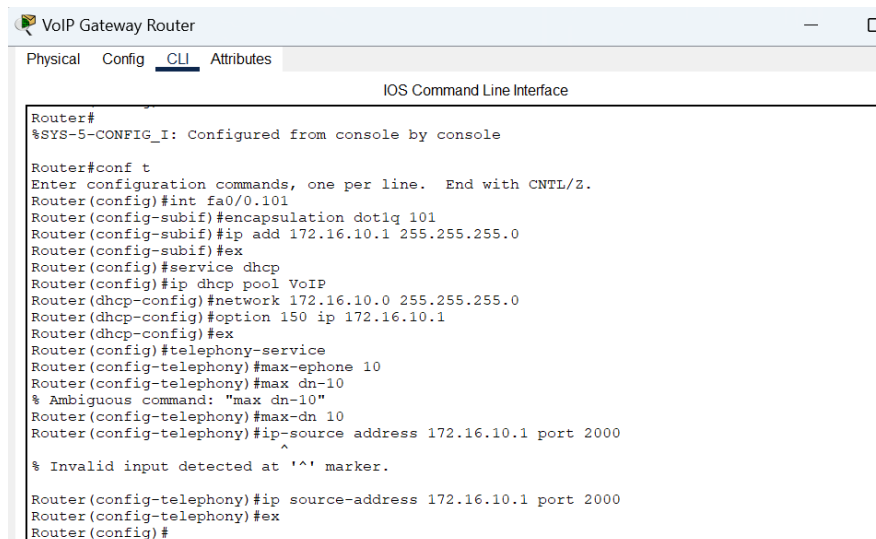 VoIP Gateway Router
Physical Config CLI Attributes
IOS Command Line Interface
Router#
%SYS-5-CONFIG_I: Configured from console by console
Router#conf t
Enter configuration commands, one per line.  End with CNTL/Z.
Router(config)#int fa0/0.101
Router(config-subif)#encapsulation dot1q 101
Router(config-subif)#ip add 172.16.10.1 255.255.255.0
Router(config-subif)#ex
Router(config)#service dhcp
Router(config)#ip dhcp pool VoIP
Router(dhcp-config)#network 172.16.10.0 255.255.255.0
Router(dhcp-config)#option 150 ip 172.16.10.1
Router(dhcp-config)#ex
Router(config)#telephony-service
Router(config-telephony)#max-ephone 10
Router(config-telephony)#max dn-10
% Ambiguous command: "max dn-10"
Router(config-telephony)#max-dn 10
Router(config-telephony)#ip-source address 172.16.10.1 port 2000
^
% Invalid input detected at '^' marker.
Router(config-telephony)#ip source-address 172.16.10.1 port 2000
Router(config-telephony)#ex
Router(config)#